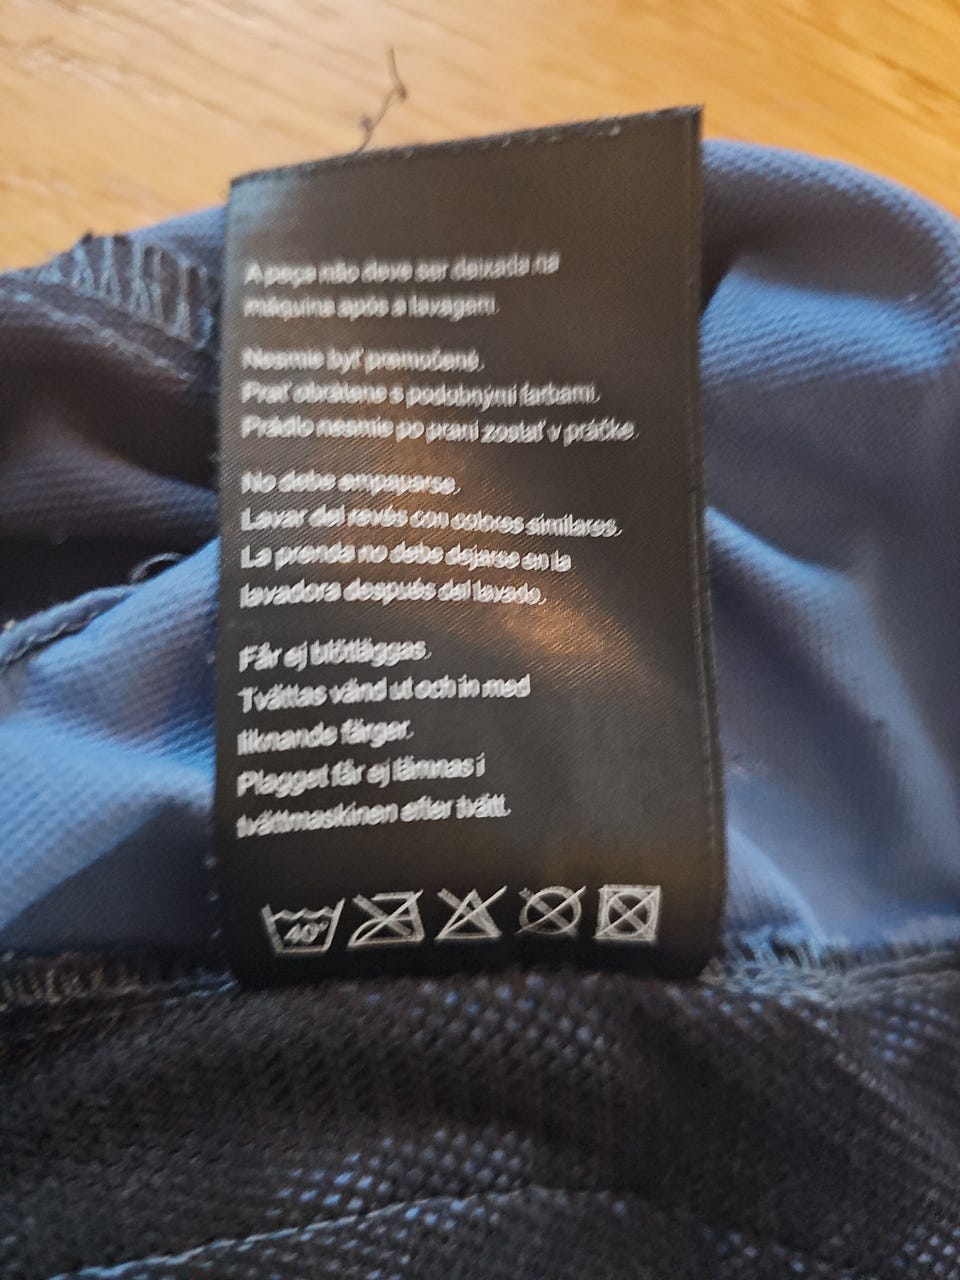 A peça não deve ser deixada na
máquina após a lavagem.
Nesmie byť premočené.
Prať obrátene s podobnými farbami.
Prádlo nesmie po praní zostať v práčke.
No debe empaparse.
Lavar del revés con colores similares.
La prenda no debe dejarse en la
lavadora después del lavado.
Får ej blötläggas.
Tvättas vänd ut och in med
liknande färger.
Plagget får ej lämnas i
tvättmaskinen efter tvätt.
40°